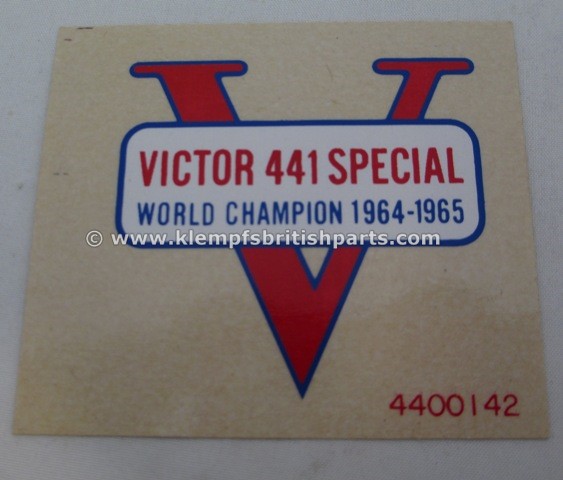 V
VICTOR 441 SPECIAL
WORLD CHAMPION 1964-1965
© www.klempfsbritishparts.com
4400142